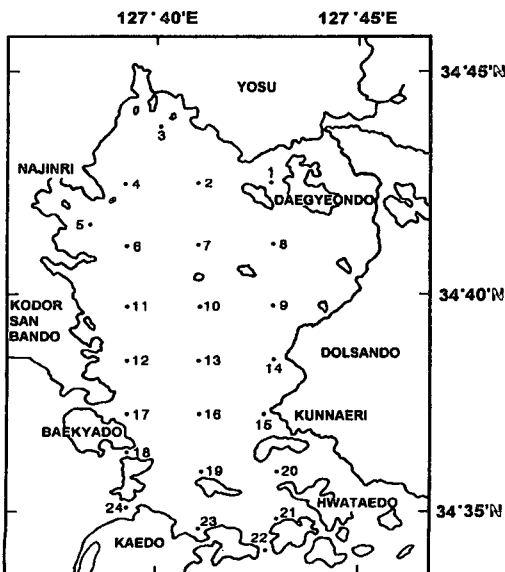 127°40'E 127°45'E
34°45'N
YOSU
3
NAJINRI
1
4 2
DAEGYEONDO
5
6 7 8
34°40'N
KODOR
SAN
BANDO
11 10 9
12 13 14
DOLSANDO
17 16 15
KUNNAERI
BAEKYADO
18
19 20
24
HWATAEDO
34°35'N
21
23
22
KAEDO